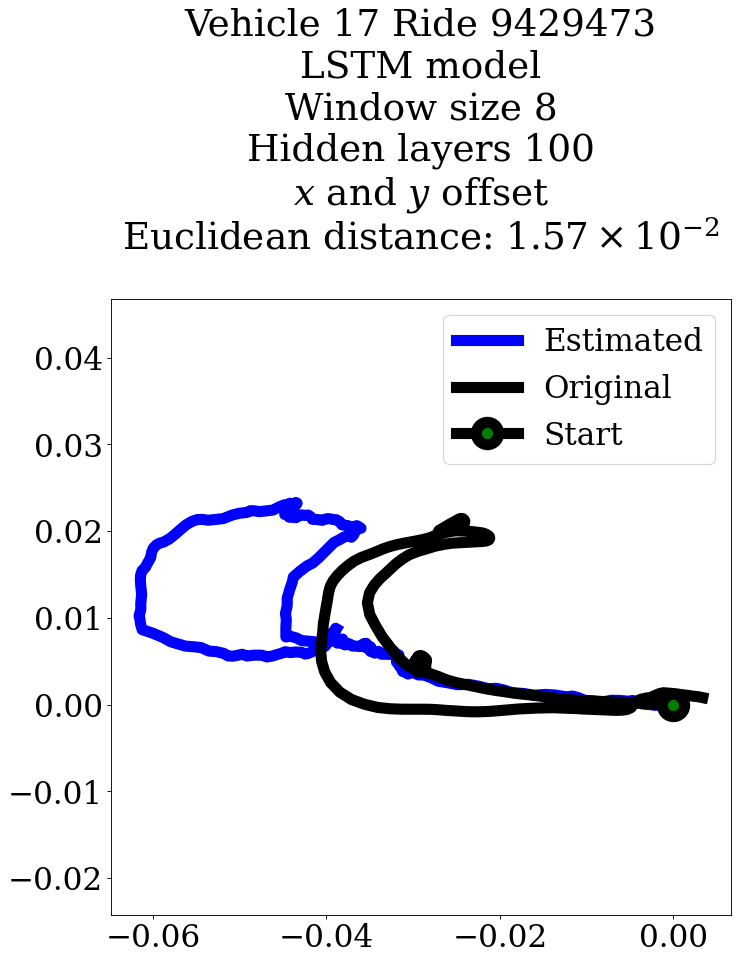 Vehicle 17 Ride 9429473
LSTM model
Window size 8
Hidden layers 100
x and y offset
Euclidean distance: 1.57 × 10⁻²
Estimated
Original
Start
0.04
0.03
0.02
0.01
0.00
−0.01
−0.02
−0.06 −0.04 −0.02 0.00